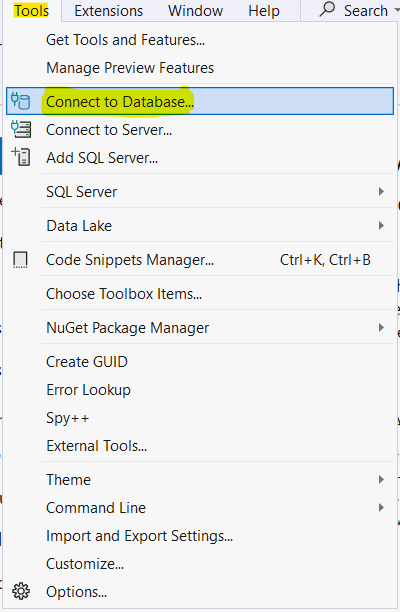 Tools Extensions Window Help Search
Get Tools and Features...
Manage Preview Features
Connect to Database...
Connect to Server...
Add SQL Server...
SQL Server
Data Lake
Code Snippets Manager... Ctrl+K, Ctrl+B
Choose Toolbox Items...
NuGet Package Manager
Create GUID
Error Lookup
Spy++
External Tools...
Theme
Command Line
Import and Export Settings...
Customize...
Options...